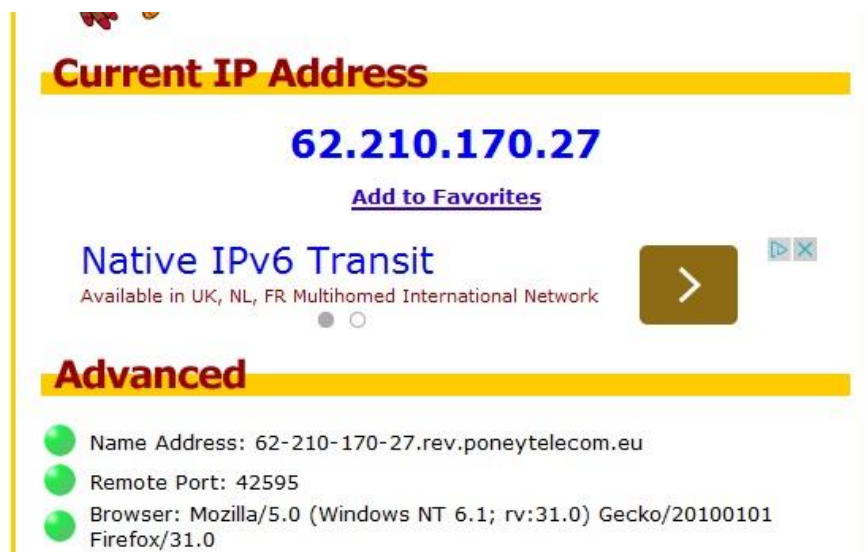 Current IP Address
62.210.170.27
Add to Favorites
Native IPv6 Transit
Available in UK, NL, FR Multihomed International Network
Advanced
Name Address: 62-210-170-27.rev.poneytelecom.eu
Remote Port: 42595
Browser: Mozilla/5.0 (Windows NT 6.1; rv:31.0) Gecko/20100101
Firefox/31.0